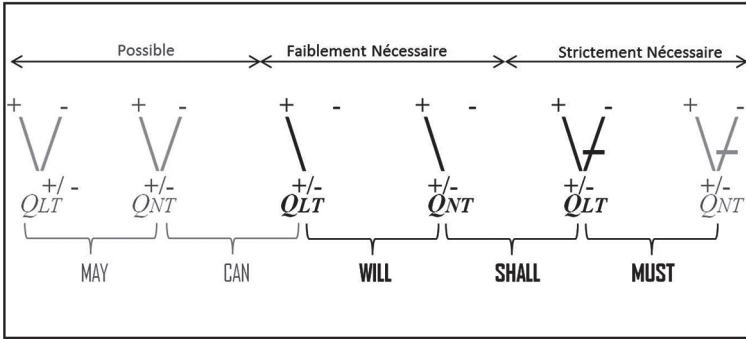 Possible Faiblement Nécessaire Strictement Nécessaire
+ - + - + - + - + - + -
+/- +/- +/- +/- +/- +/-
QLT QNT QLT QNT QLT QNT
MAY CAN WILL SHALL MUST